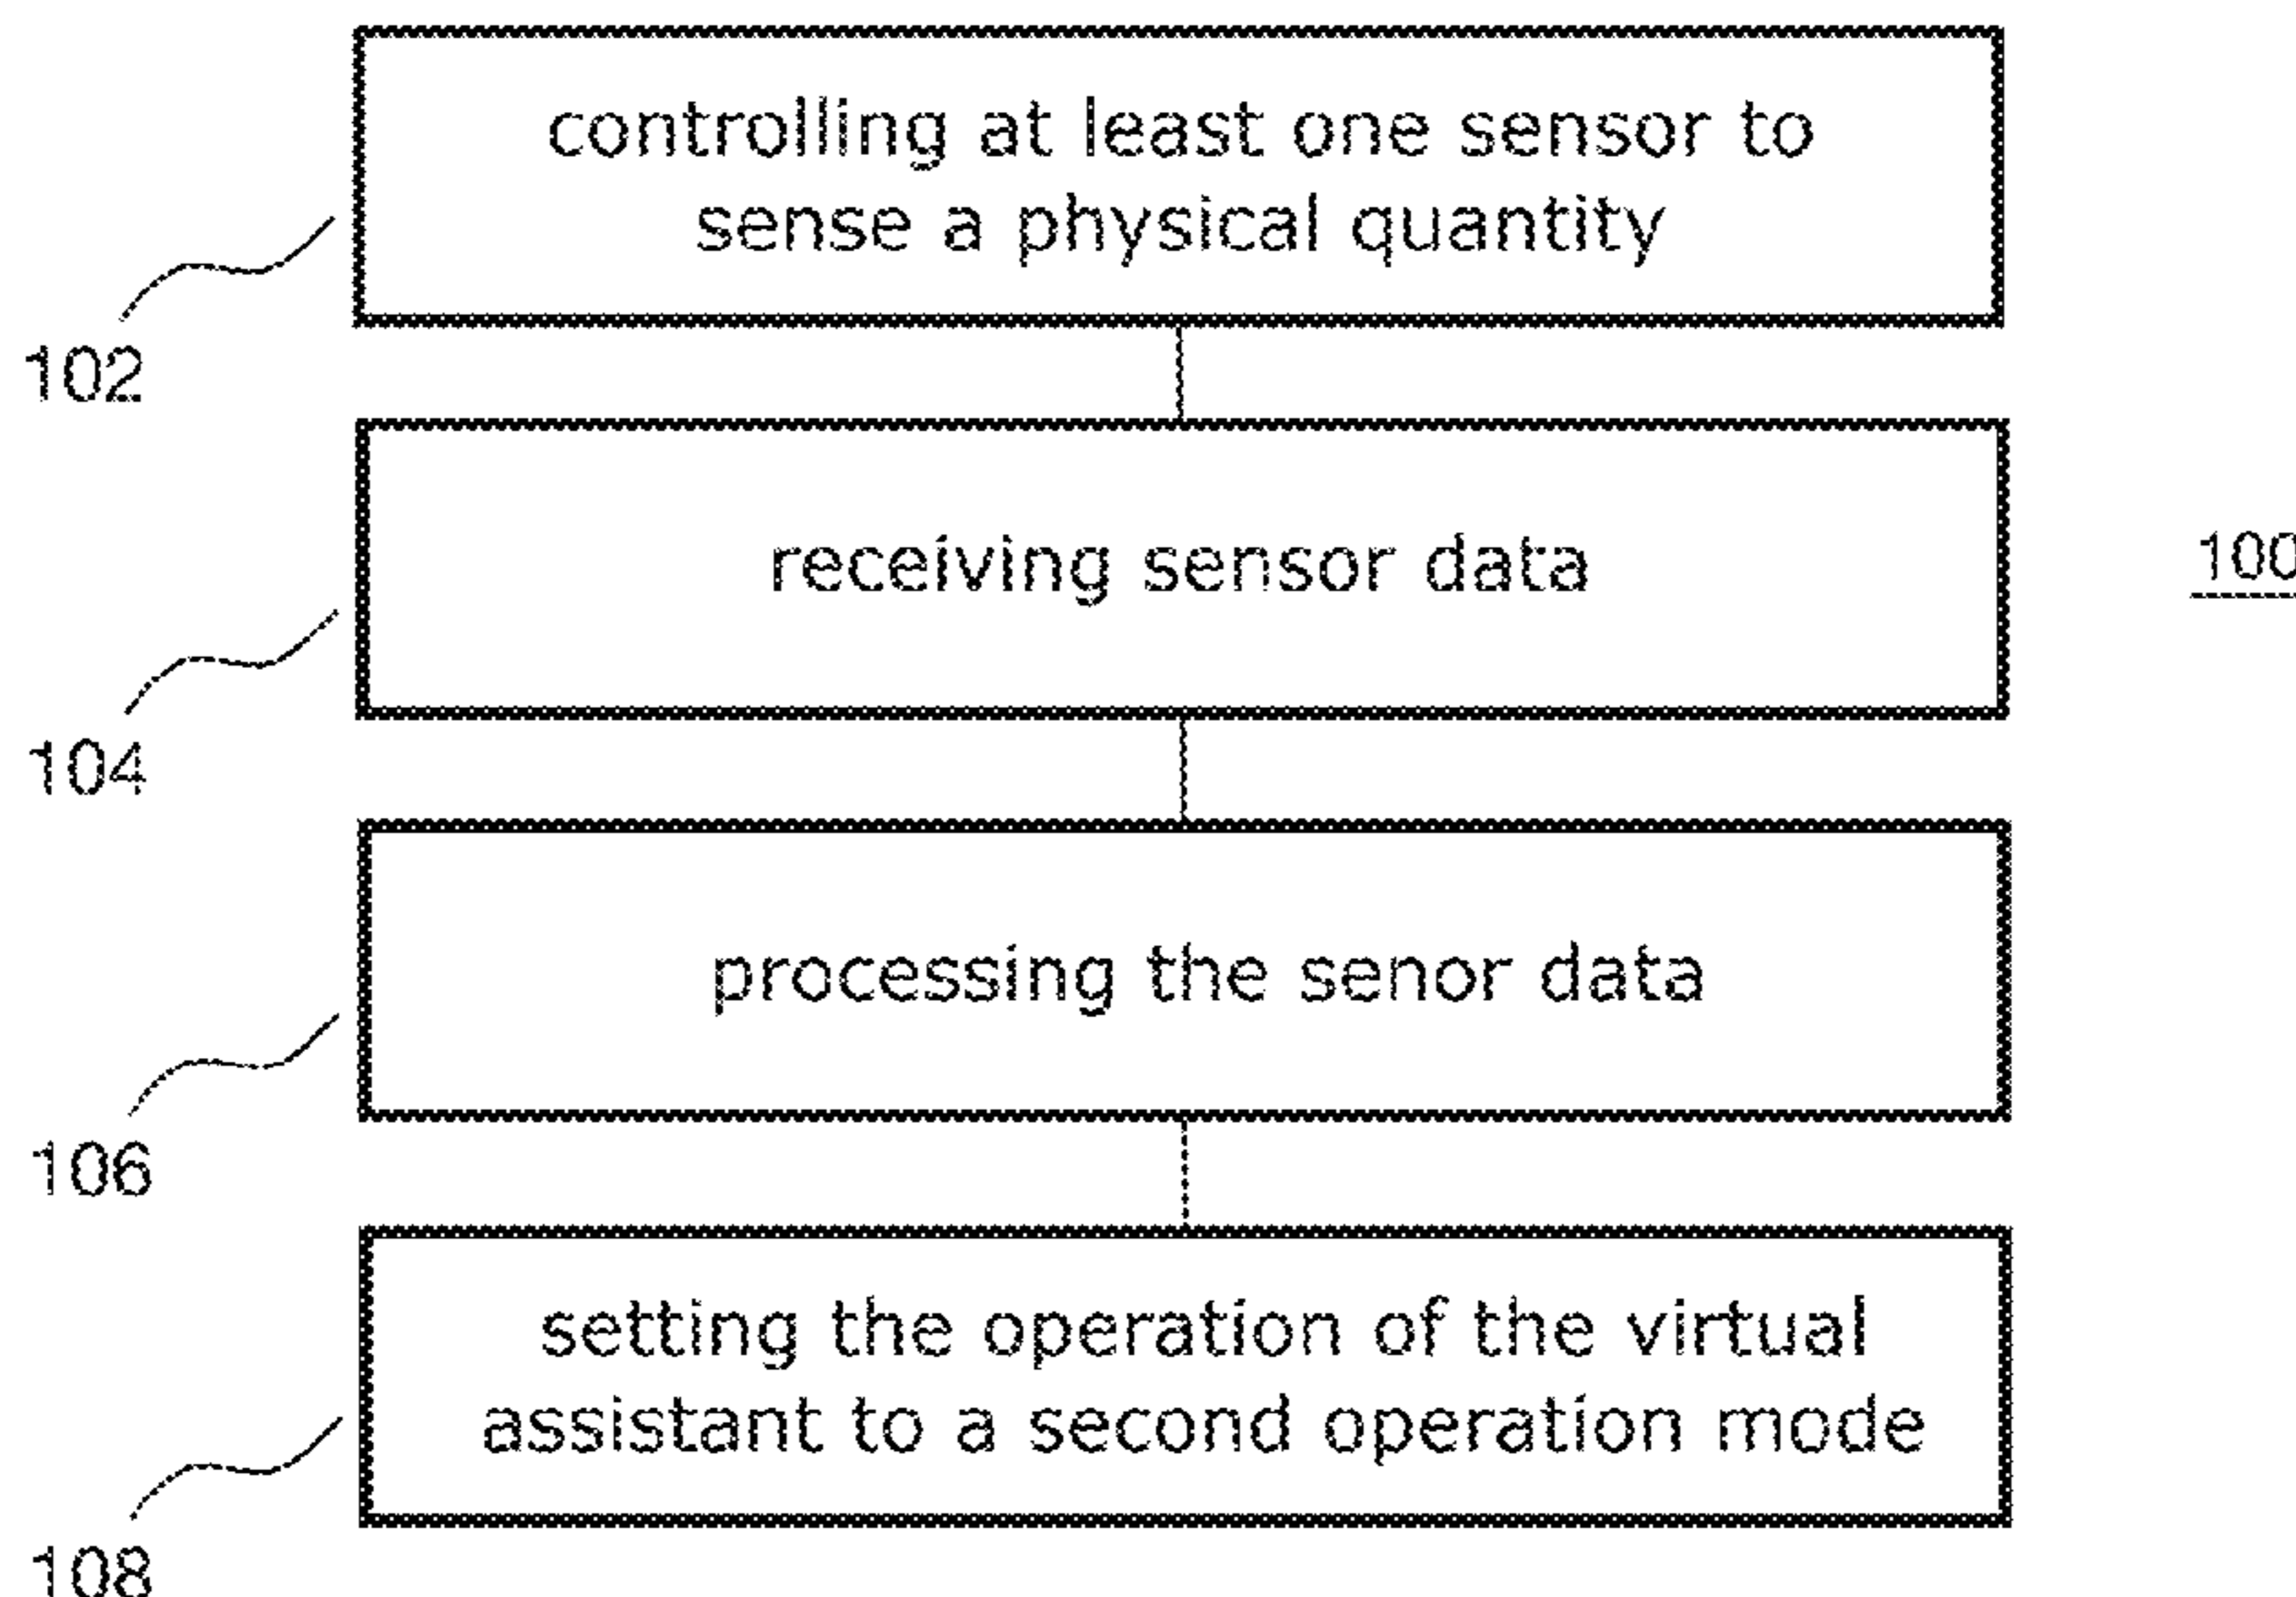 controlling at least one sensor to
sense a physical quantity
102
receiving sensor data
100
104
processing the senor data
106
setting the operation of the virtual
assistant to a second operation mode
108